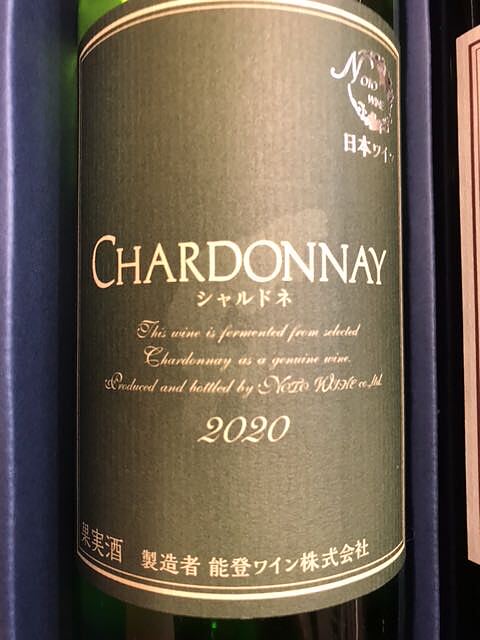 NOTO
WINE
日本ワイン
CHARDONNAY
シャルドネ
This wine is fermented from selected
Chardonnay as a genuine wine.
Produced and bottled by NOTO WINE co.,ltd.
2020
果実酒 製造者 能登ワイン株式会社